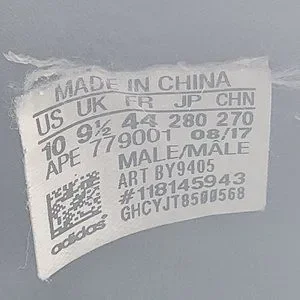 MADE IN CHINA
US UK FR JP CHN
10 9½ 44 280 270
APE 779001 08/17
MALE/MALE
ART BY9405
#118145943
GHCYJT8500568
adidas